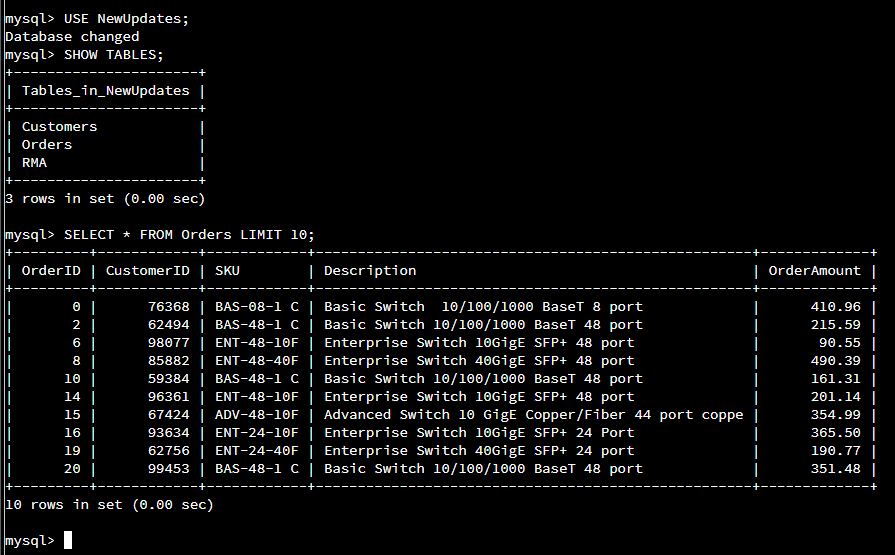 mysql> USE NewUpdates;
Database changed
mysql> SHOW TABLES;
+----------------------+
| Tables_in_NewUpdates |
+----------------------+
| Customers            |
| Orders               |
| RMA                  |
+----------------------+
3 rows in set (0.00 sec)

mysql> SELECT * FROM Orders LIMIT 10;
+---------+------------+------------+----------------------------------------------------+-------------+
| OrderID | CustomerID | SKU        | Description                                        | OrderAmount |
+---------+------------+------------+----------------------------------------------------+-------------+
|       0 |      76368 | BAS-08-1 C | Basic Switch  10/100/1000 BaseT 8 port             |      410.96 |
|       2 |      62494 | BAS-48-1 C | Basic Switch 10/100/1000 BaseT 48 port             |      215.59 |
|       6 |      98077 | ENT-48-10F | Enterprise Switch 10GigE SFP+ 48 port              |       90.55 |
|       8 |      85882 | ENT-48-40F | Enterprise Switch 40GigE SFP+ 48 port              |      490.39 |
|      10 |      59384 | BAS-48-1 C | Basic Switch 10/100/1000 BaseT 48 port             |      161.31 |
|      14 |      96361 | ENT-48-10F | Enterprise Switch 10GigE SFP+ 48 port              |      201.14 |
|      15 |      67424 | ADV-48-10F | Advanced Switch 10 GigE Copper/Fiber 44 port coppe |      354.99 |
|      16 |      93634 | ENT-24-10F | Enterprise Switch 10GigE SFP+ 24 Port              |      365.50 |
|      19 |      62756 | ENT-24-40F | Enterprise Switch 40GigE SFP+ 24 port              |      190.77 |
|      20 |      99453 | BAS-48-1 C | Basic Switch 10/100/1000 BaseT 48 port             |      351.48 |
+---------+------------+------------+----------------------------------------------------+-------------+
10 rows in set (0.00 sec)

mysql>